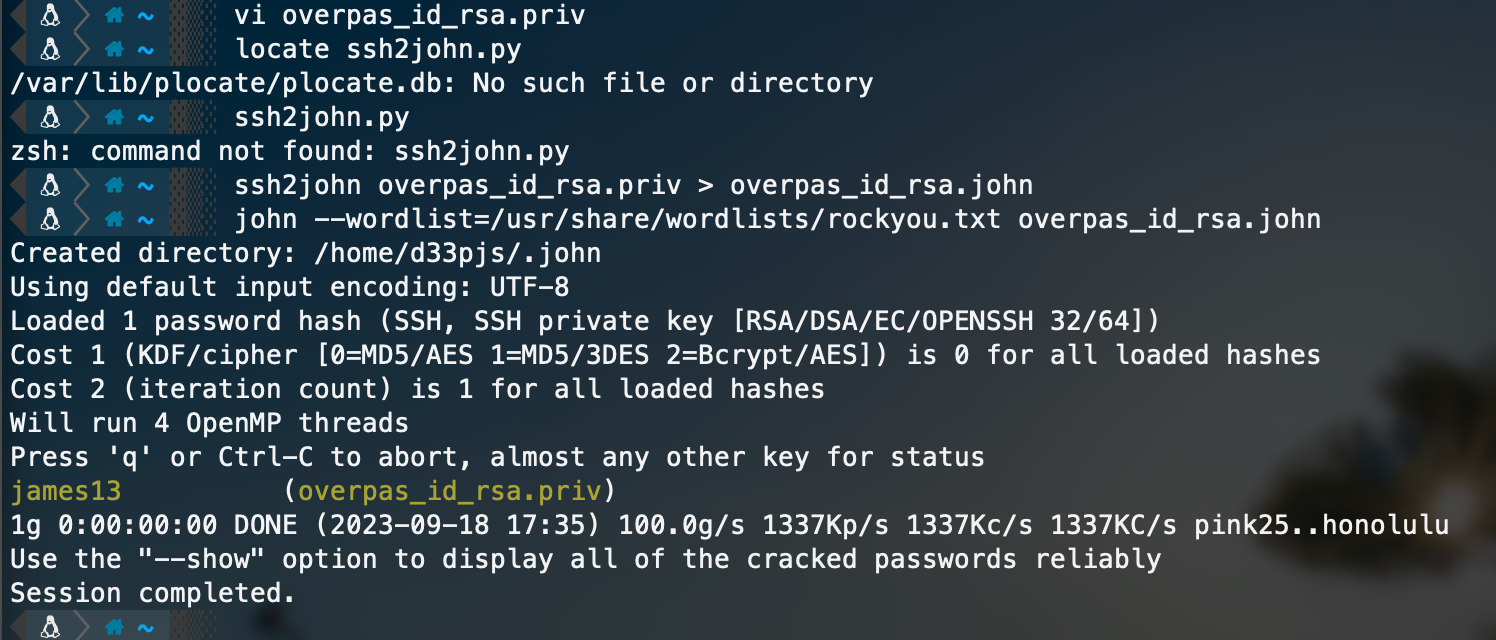 ~ vi overpas_id_rsa.priv
~ locate ssh2john.py
/var/lib/plocate/plocate.db: No such file or directory
~ ssh2john.py
zsh: command not found: ssh2john.py
~ ssh2john overpas_id_rsa.priv > overpas_id_rsa.john
~ john --wordlist=/usr/share/wordlists/rockyou.txt overpas_id_rsa.john
Created directory: /home/d33pjs/.john
Using default input encoding: UTF-8
Loaded 1 password hash (SSH, SSH private key [RSA/DSA/EC/OPENSSH 32/64])
Cost 1 (KDF/cipher [0=MD5/AES 1=MD5/3DES 2=Bcrypt/AES]) is 0 for all loaded hashes
Cost 2 (iteration count) is 1 for all loaded hashes
Will run 4 OpenMP threads
Press 'q' or Ctrl-C to abort, almost any other key for status
james13          (overpas_id_rsa.priv)
1g 0:00:00:00 DONE (2023-09-18 17:35) 100.0g/s 1337Kp/s 1337Kc/s 1337KC/s pink25..honolulu
Use the "--show" option to display all of the cracked passwords reliably
Session completed.
~